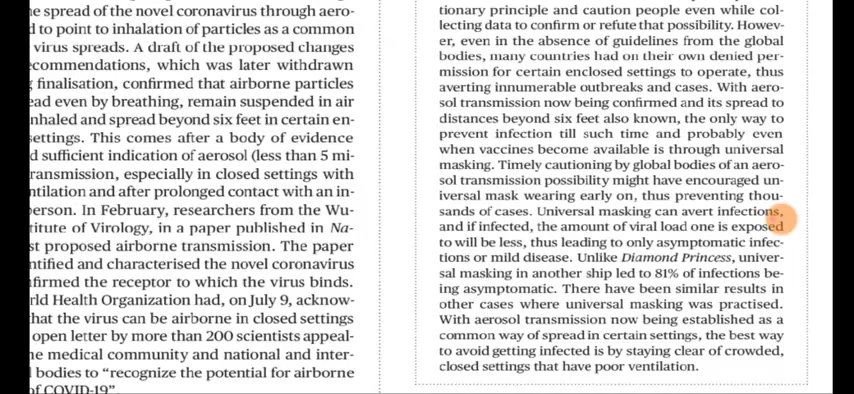 e spread of the novel coronavirus through aero-
d to point to inhalation of particles as a common
virus spreads. A draft of the proposed changes
commendations, which was later withdrawn
finalisation, confirmed that airborne particles
ead even by breathing, remain suspended in air
nhaled and spread beyond six feet in certain en-
settings. This comes after a body of evidence
d sufficient indication of aerosol (less than 5 mi-
ransmission, especially in closed settings with
ntilation and after prolonged contact with an in-
person. In February, researchers from the Wu-
titute of Virology, in a paper published in Na-
st proposed airborne transmission. The paper
ntified and characterised the novel coronavirus
firmed the receptor to which the virus binds.
rld Health Organization had, on July 9, acknow-
that the virus can be airborne in closed settings
open letter by more than 200 scientists appeal-
he medical community and national and inter-
l bodies to “recognize the potential for airborne
of COVID-19”.
tionary principle and caution people even while col-
lecting data to confirm or refute that possibility. Howev-
er, even in the absence of guidelines from the global
bodies, many countries had on their own denied per-
mission for certain enclosed settings to operate, thus
averting innumerable outbreaks and cases. With aero-
sol transmission now being confirmed and its spread to
distances beyond six feet also known, the only way to
prevent infection till such time and probably even
when vaccines become available is through universal
masking. Timely cautioning by global bodies of an aero-
sol transmission possibility might have encouraged un-
iversal mask wearing early on, thus preventing thou-
sands of cases. Universal masking can avert infections,
and if infected, the amount of viral load one is exposed
to will be less, thus leading to only asymptomatic infec-
tions or mild disease. Unlike Diamond Princess, univer-
sal masking in another ship led to 81% of infections be-
ing asymptomatic. There have been similar results in
other cases where universal masking was practised.
With aerosol transmission now being established as a
common way of spread in certain settings, the best way
to avoid getting infected is by staying clear of crowded,
closed settings that have poor ventilation.